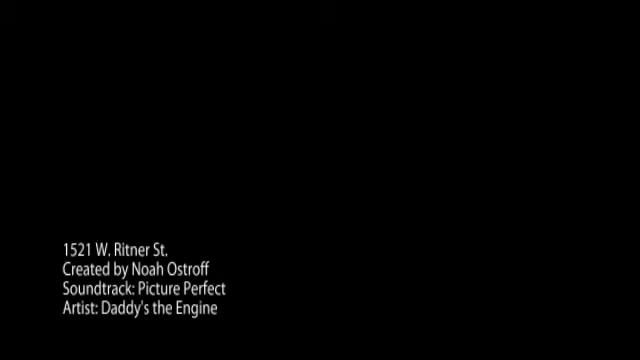 1521 W. Ritner St.
Created by Noah Ostroff
Soundtrack: Picture Perfect
Artist: Daddy's the Engine